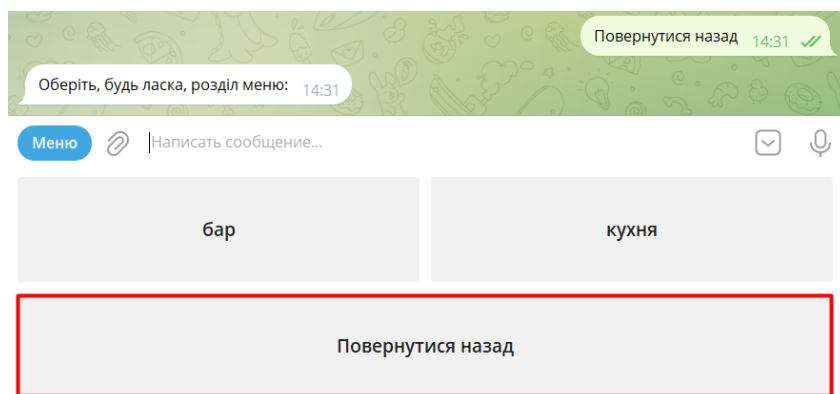 Повернутися назад 14:31
Оберіть, будь ласка, розділ меню: 14:31
Меню Написать сообщение...
бар кухня
Повернутися назад